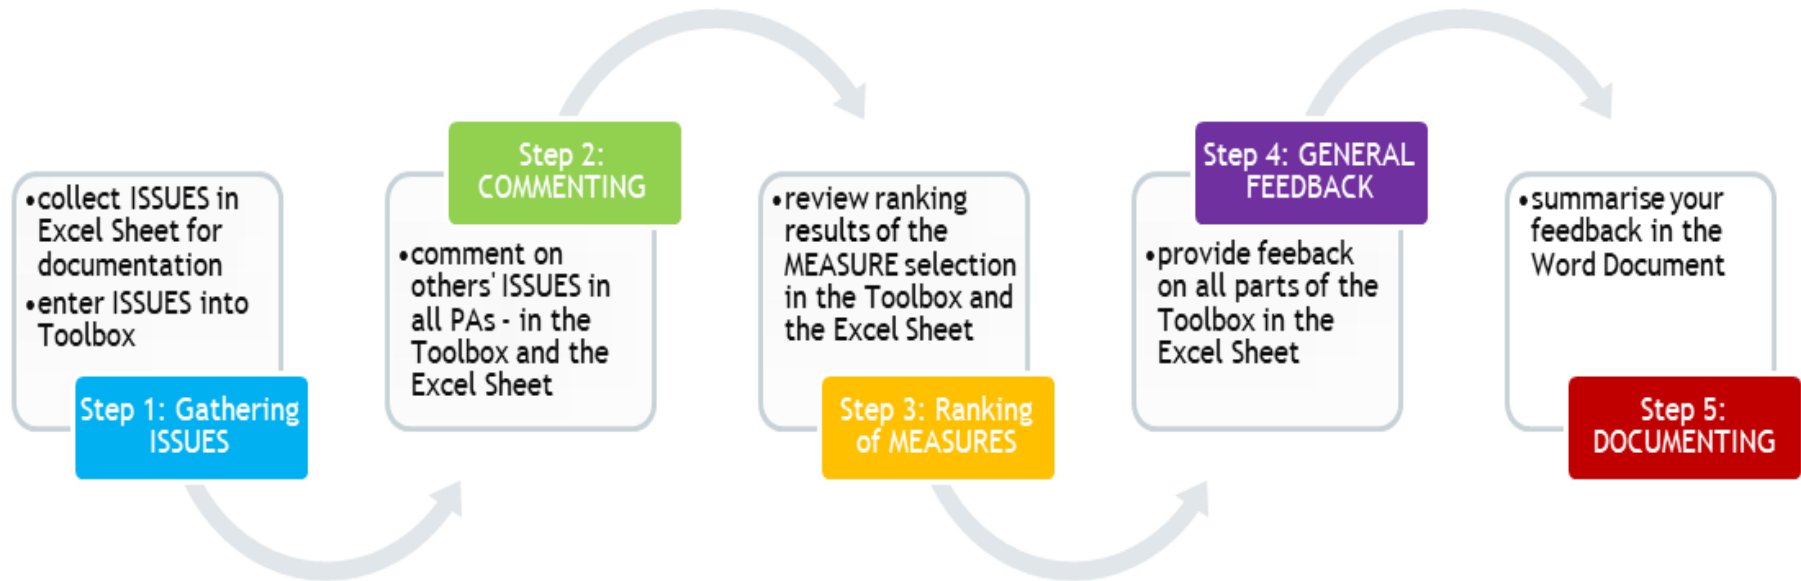 •collect ISSUES in
Excel Sheet for
documentation
•enter ISSUES into
Toolbox
Step 1: Gathering
ISSUES
Step 2:
COMMENTING
•comment on
others' ISSUES in
all PAs - in the
Toolbox and the
Excel Sheet
•review ranking
results of the
MEASURE selection
in the Toolbox and
the Excel Sheet
Step 3: Ranking
of MEASURES
Step 4: GENERAL
FEEDBACK
•provide feeback
on all parts of the
Toolbox in the
Excel Sheet
•summarise your
feedback in the
Word Document
Step 5:
DOCUMENTING